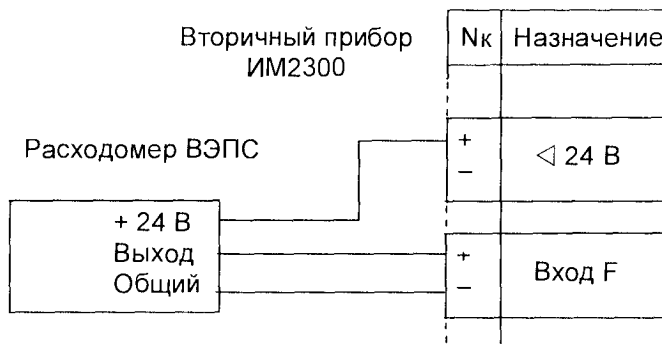 Вторичный прибор
ИМ2300
Nк Назначение
Расходомер ВЭПС
+
−
◁ 24 В
+ 24 В
Выход
Общий
+
−
Вход F